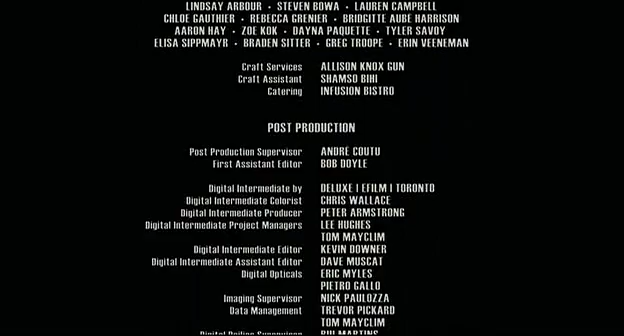 LINDSAY ARBOUR • STEVEN BOWA • LAUREN CAMPBELL
CHLOE GAUTHIER • REBECCA GRENIER • BRIDGITTE AUBÉ HARRISON
AARON HAY • ZOE KOK • DAYNA PAQUETTE • TYLER SAVOY
ELISA SIPPMAYR • BRADEN SITTER • GREG TROOPE • ERIN VEENEMAN
Craft Services ALLISON KNOX GUN
Craft Assistant SHAMSO BIHI
Catering INFUSION BISTRO
POST PRODUCTION
Post Production Supervisor ANDRÉ COUTU
First Assistant Editor BOB DOYLE
Digital Intermediate by DELUXE | EFILM | TORONTO
Digital Intermediate Colorist CHRIS WALLACE
Digital Intermediate Producer PETER ARMSTRONG
Digital Intermediate Project Managers LEE HUGHES
TOM MAYCLIM
Digital Intermediate Editor KEVIN DOWNER
Digital Intermediate Assistant Editor DAVE MUSCAT
Digital Opticals ERIC MYLES
PIETRO GALLO
Imaging Supervisor NICK PAULOZZA
Data Management TREVOR PICKARD
TOM MAYCLIM
Digital